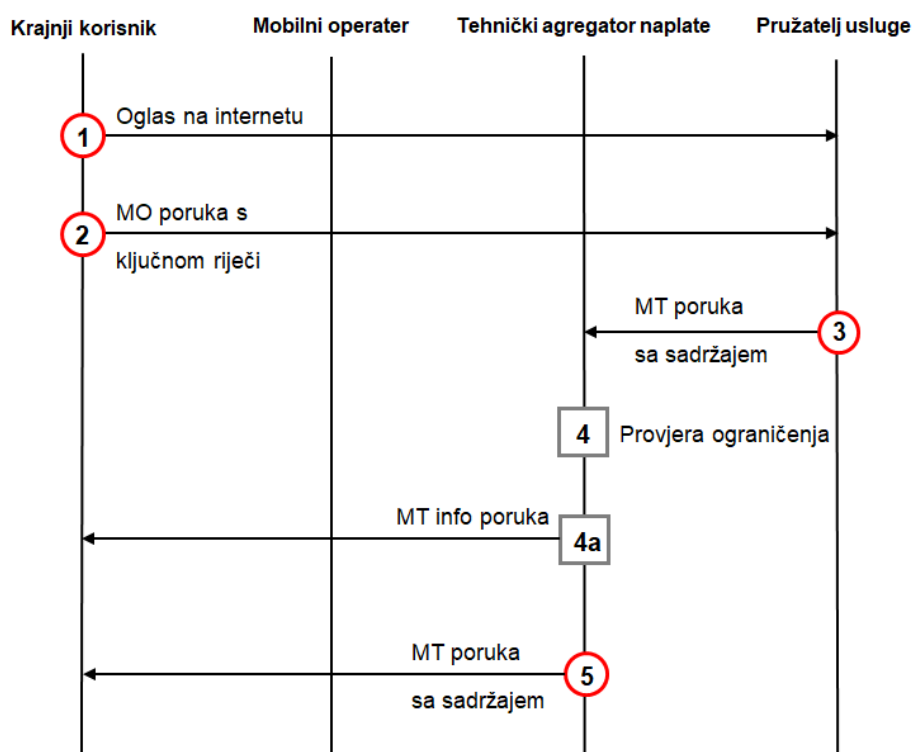 Krajnji korisnik
Mobilni operater
Tehnički agregator naplate
Pružatelj usluge
Oglas na internetu
1
MO poruka s
2
ključnom riječi
MT poruka
3
sa sadržajem
4
Provjera ograničenja
MT info poruka
4a
MT poruka
5
sa sadržajem